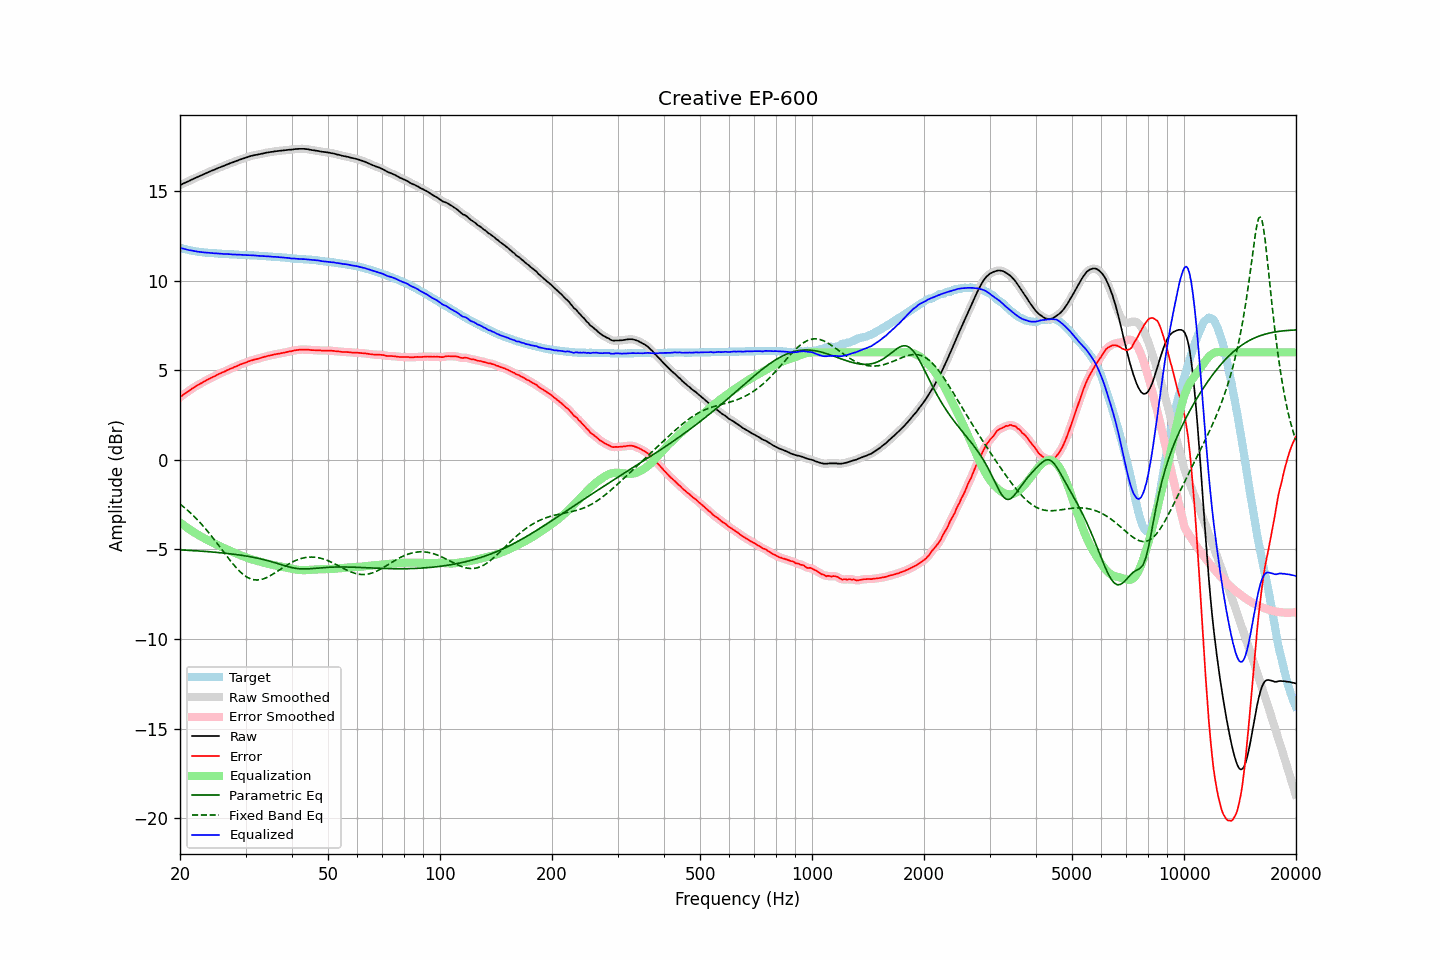 Creative EP-600
Amplitude (dBr)
15
10
5
0
−5
−10
−15
−20
Target
Raw Smoothed
Error Smoothed
Raw
Error
Equalization
Parametric Eq
Fixed Band Eq
Equalized
20 50 100 200 500 1000 2000 5000 10000 20000
Frequency (Hz)